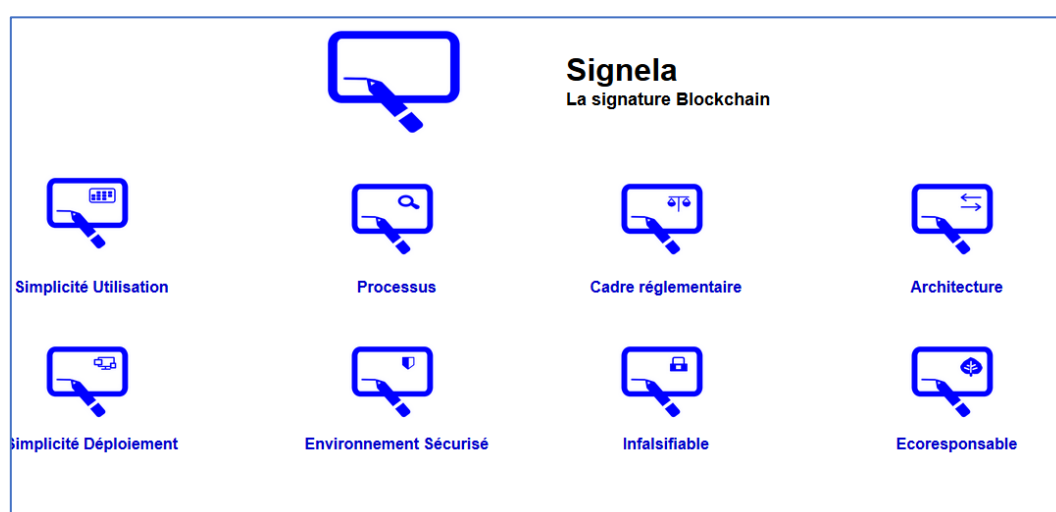 Signela
La signature Blockchain
Simplicité Utilisation
Processus
Cadre réglementaire
Architecture
Simplicité Déploiement
Environnement Sécurisé
Infalsifiable
Ecoresponsable